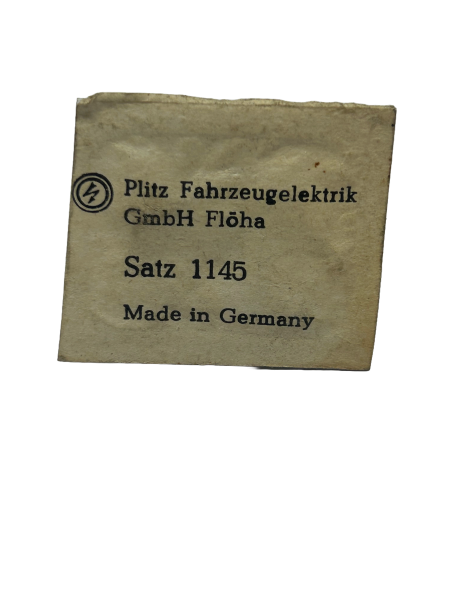 Plitz Fahrzeugelektrik
GmbH Flöha
Satz 1145
Made in Germany